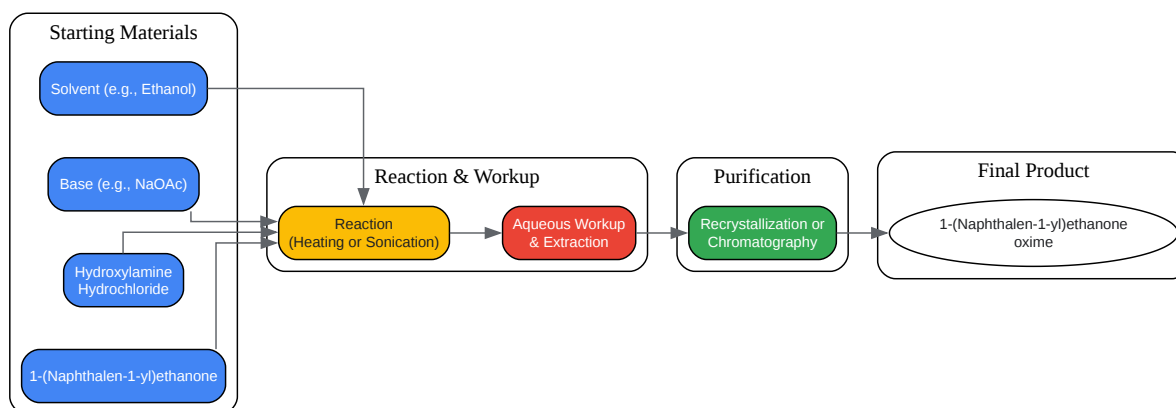 Starting Materials
Solvent (e.g., Ethanol)
Base (e.g., NaOAc)
Hydroxylamine
Hydrochloride
1-(Naphthalen-1-yl)ethanone
Reaction & Workup
Reaction
(Heating or Sonication)
Aqueous Workup
& Extraction
Purification
Recrystallization or
Chromatography
Final Product
1-(Naphthalen-1-yl)ethanone
oxime